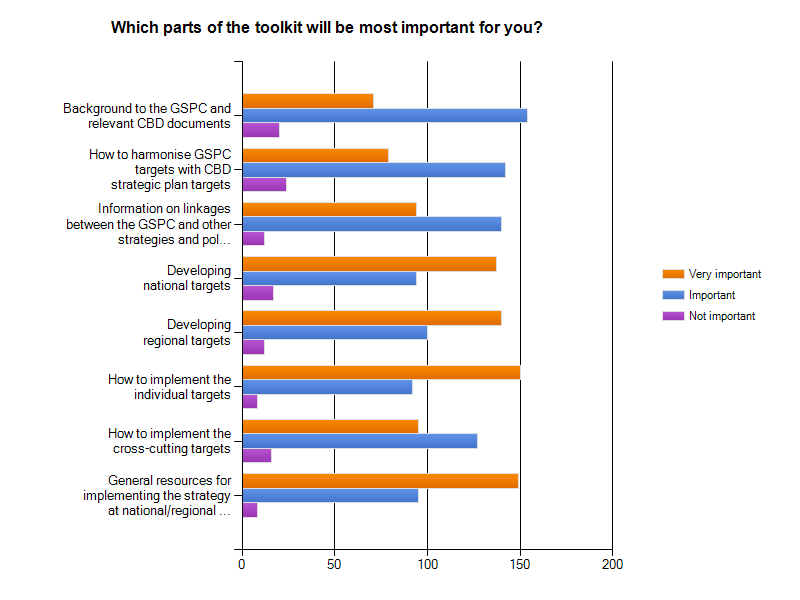 Which parts of the toolkit will be most important for you?
Background to the GSPC and
relevant CBD documents
How to harmonise GSPC
targets with CBD
strategic plan targets
Information on linkages
between the GSPC and other
strategies and pol...
Developing
national targets
Developing
regional targets
How to implement the
individual targets
How to implement the
cross-cutting targets
General resources for
implementing the strategy
at national/regional ...
Very important
Important
Not important
0 50 100 150 200